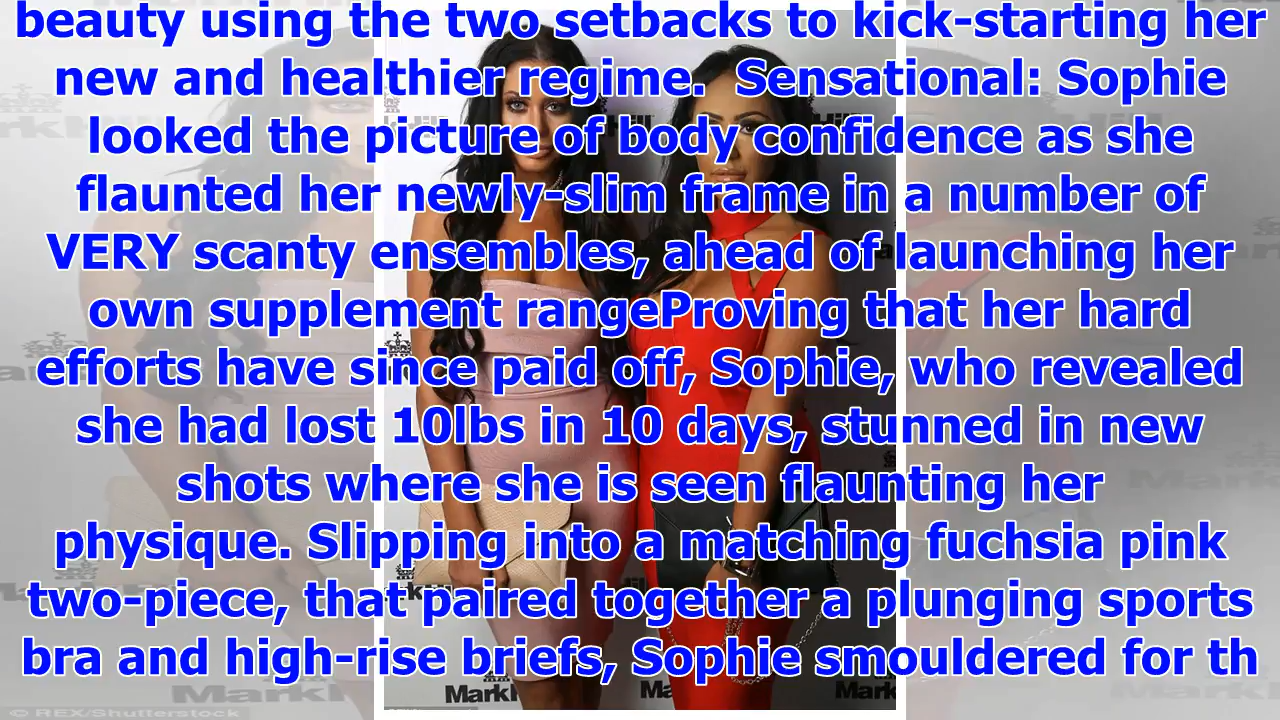 beauty using the two setbacks to kick-starting her
new and healthier regime.  Sensational: Sophie
looked the picture of body confidence as she
flaunted her newly-slim frame in a number of
VERY scanty ensembles, ahead of launching her
own supplement rangeProving that her hard
efforts have since paid off, Sophie, who revealed
she had lost 10lbs in 10 days, stunned in new
shots where she is seen flaunting her
physique. Slipping into a matching fuchsia pink
two-piece, that paired together a plunging sports
bra and high-rise briefs, Sophie smouldered for th
© REX/Shutterstock